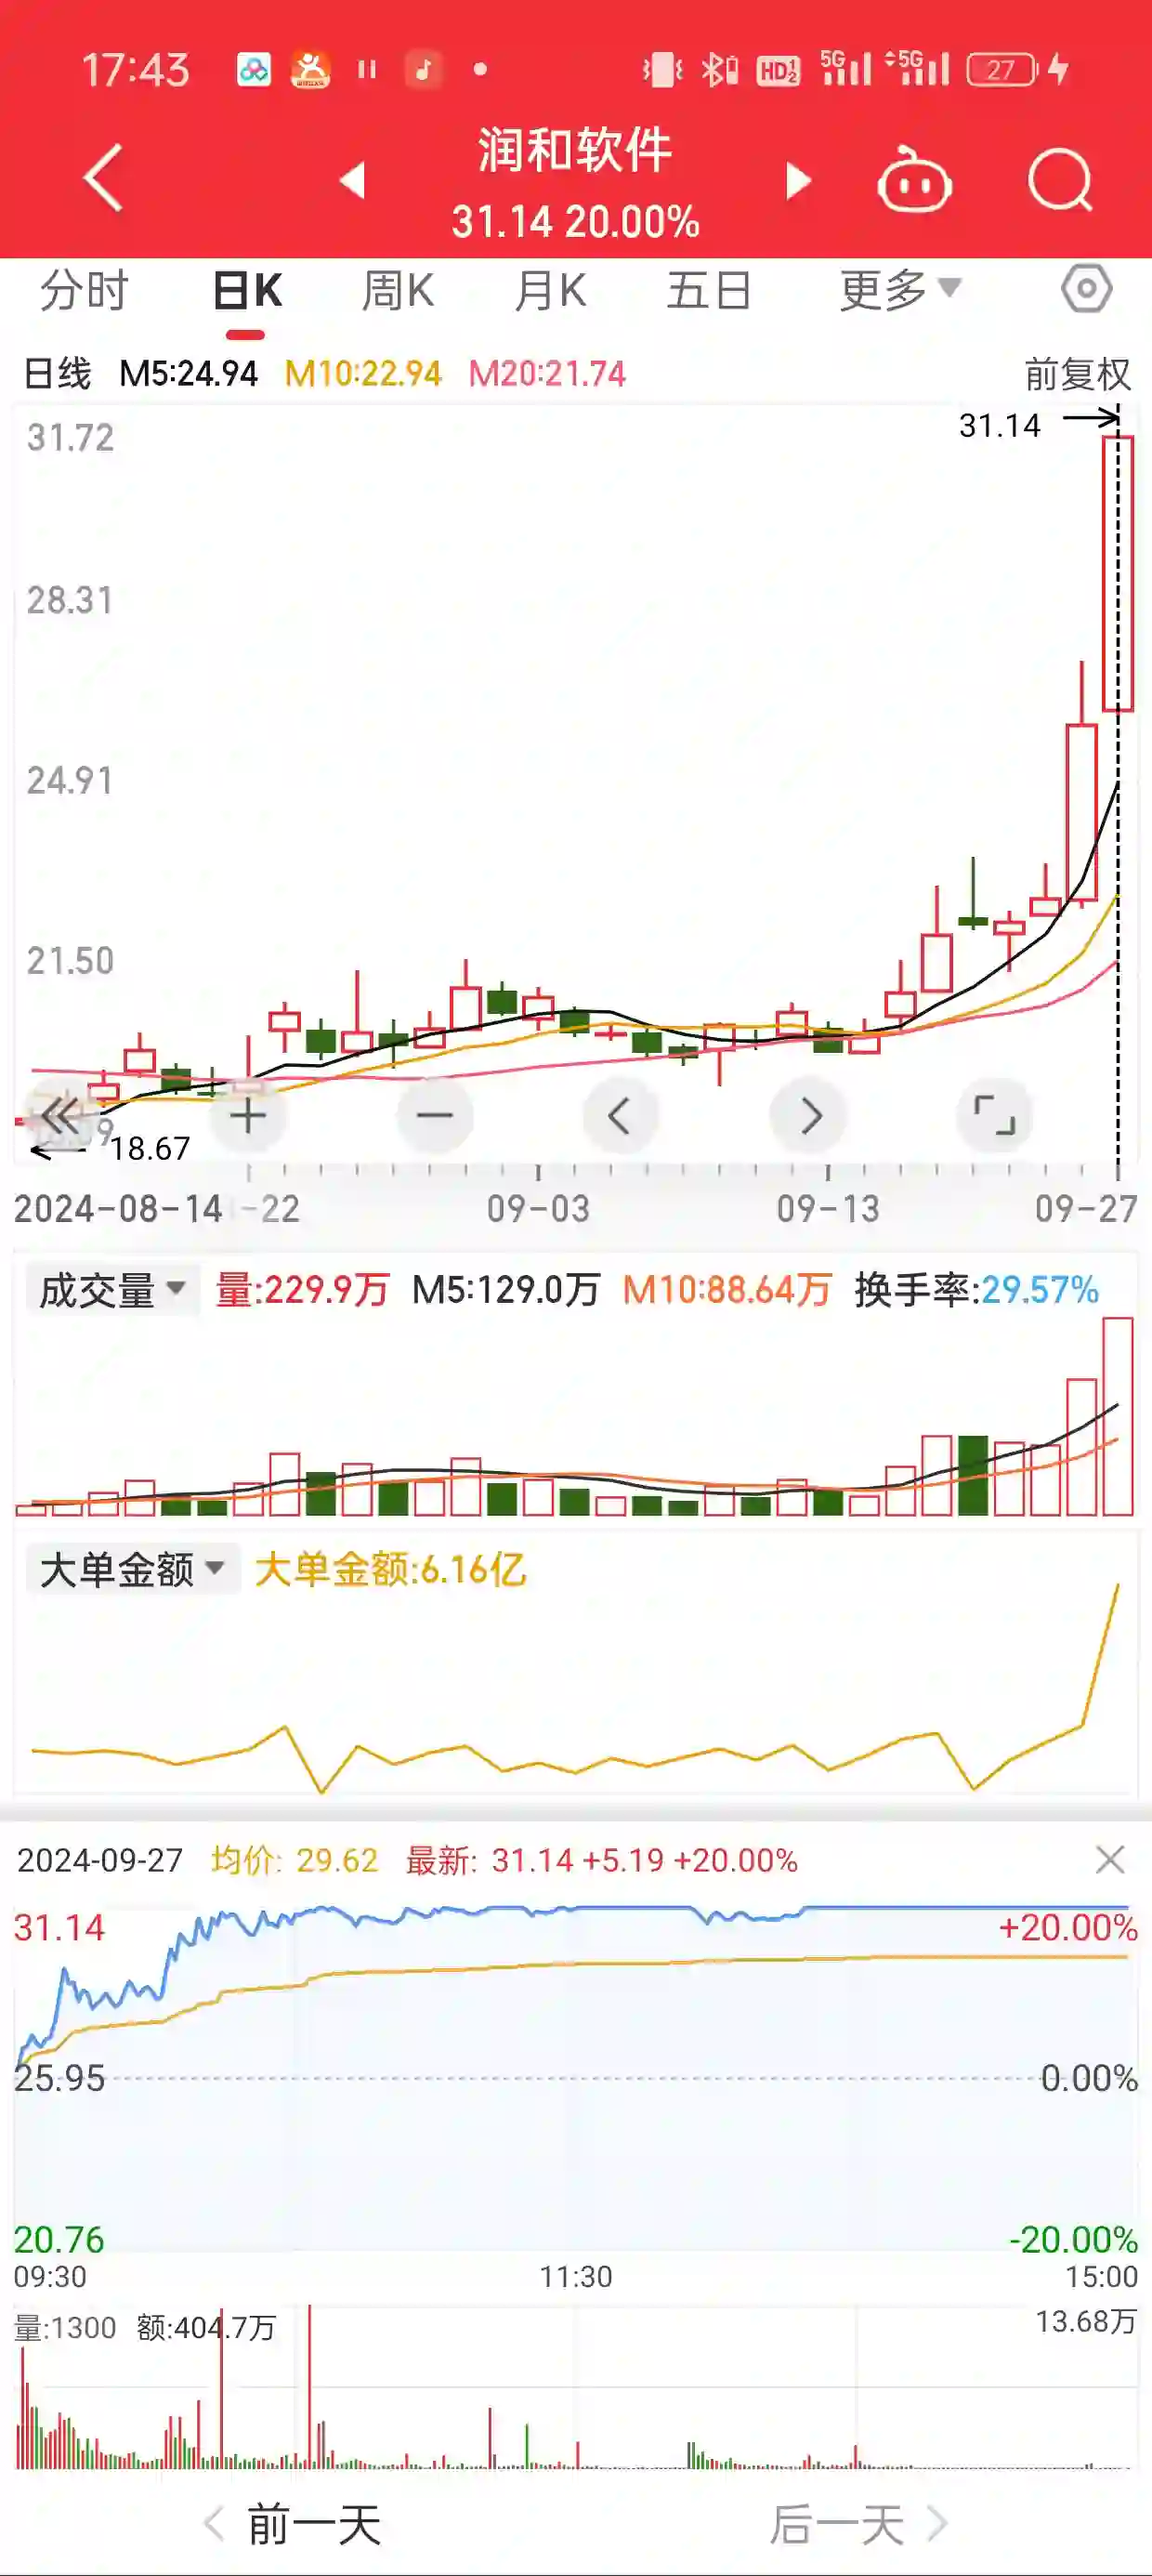 17:43 HD 1 2 5G 5G 27
润和软件
31.14 20.00%
分时 日K 周K 月K 五日 更多
日线 M5:24.94 M10:22.94 M20:21.74 前复权
31.72
31.14
28.31
24.91
21.50
18.67
2024-08-14 -22 09-03 09-13 09-27
成交量 量:229.9万 M5:129.0万 M10:88.64万 换手率:29.57%
大单金额 大单金额:6.16亿
2024-09-27 均价: 29.62 最新: 31.14 +5.19 +20.00%
31.14 +20.00%
25.95 0.00%
20.76 -20.00%
09:30 11:30 15:00
量:1300 额:404.7万 13.68万
前一天 后一天